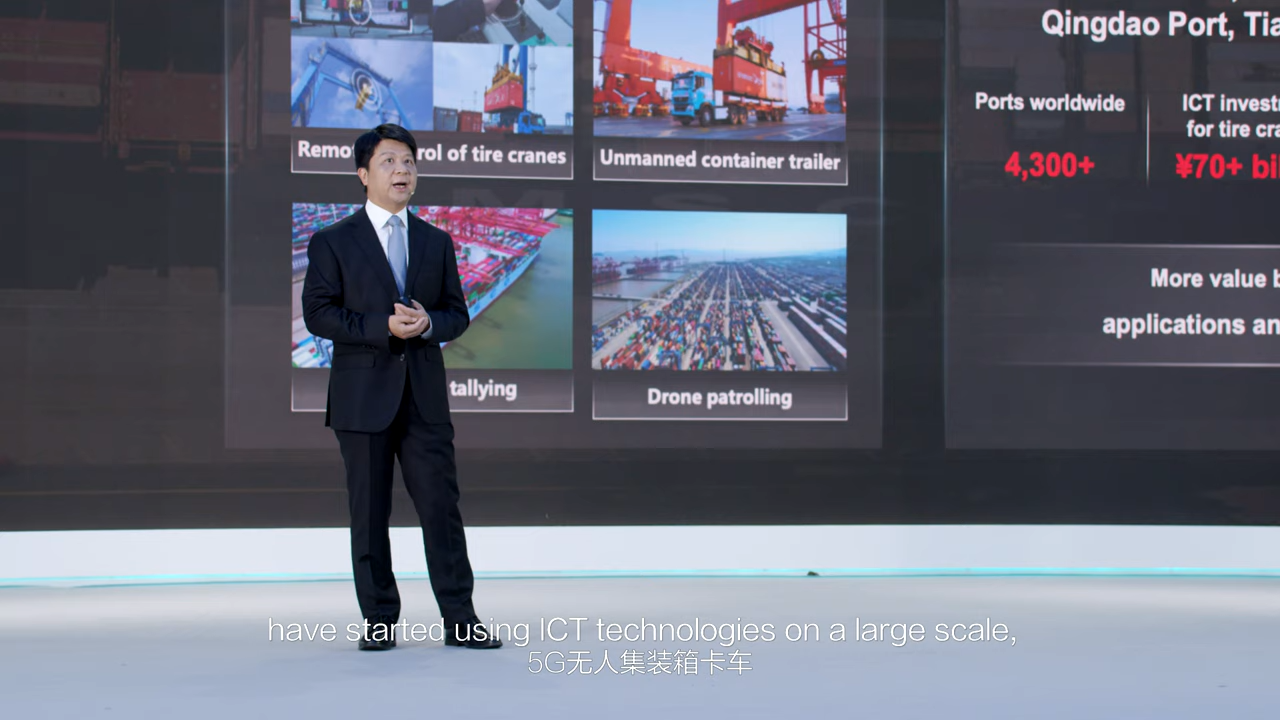 Remo rol of tire cranes
Unmanned container trailer
tallying
Drone patrolling
Qingdao Port, Tia
Ports worldwide
4,300+
ICT invest
for tire cra
¥70+ bil
More value b
applications an
have started using ICT technologies on a large scale,
5G无人集装箱卡车